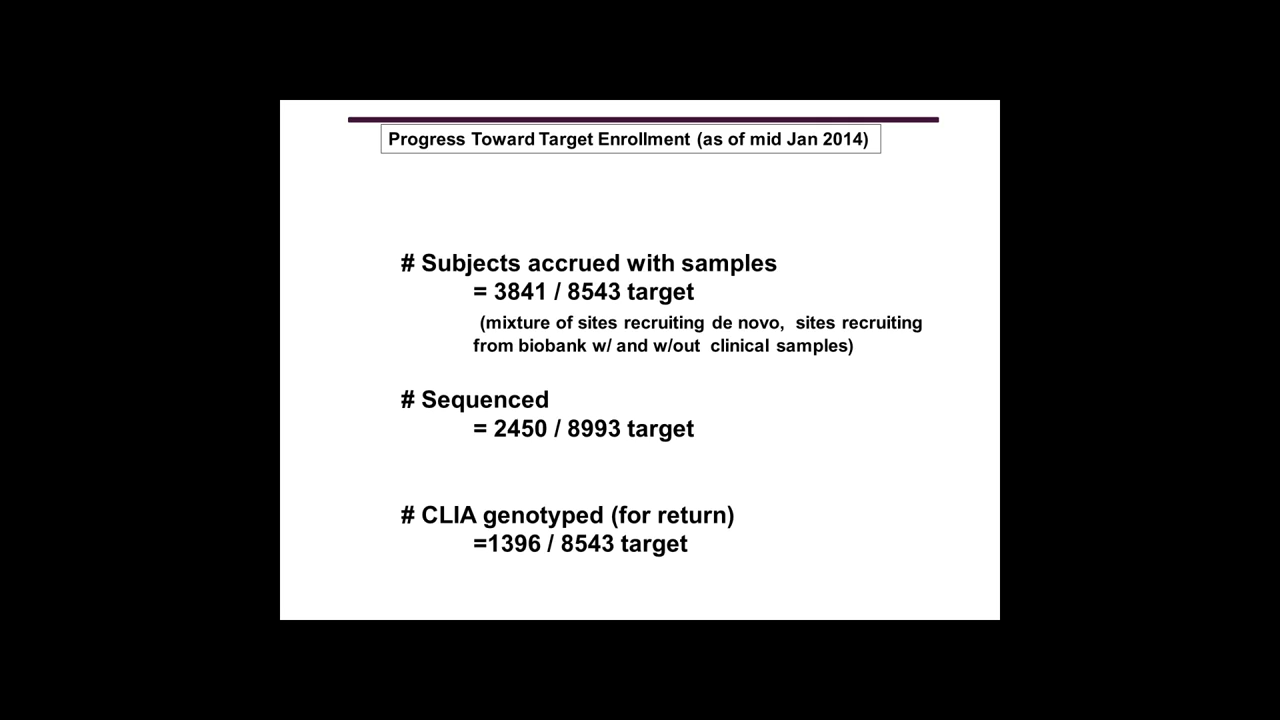 Progress Toward Target Enrollment (as of mid Jan 2014)
# Subjects accrued with samples
= 3841 / 8543 target
(mixture of sites recruiting de novo, sites recruiting
from biobank w/ and w/out clinical samples)
# Sequenced
= 2450 / 8993 target
# CLIA genotyped (for return)
=1396 / 8543 target